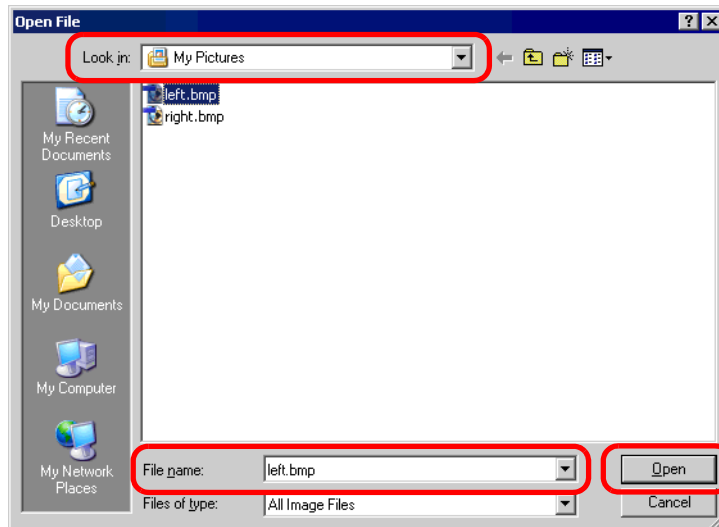 Open File
Look in: My Pictures
left.bmp
right.bmp
My Recent
Documents
Desktop
My Documents
My Computer
My Network
Places
File name: left.bmp Open
Files of type: All Image Files Cancel